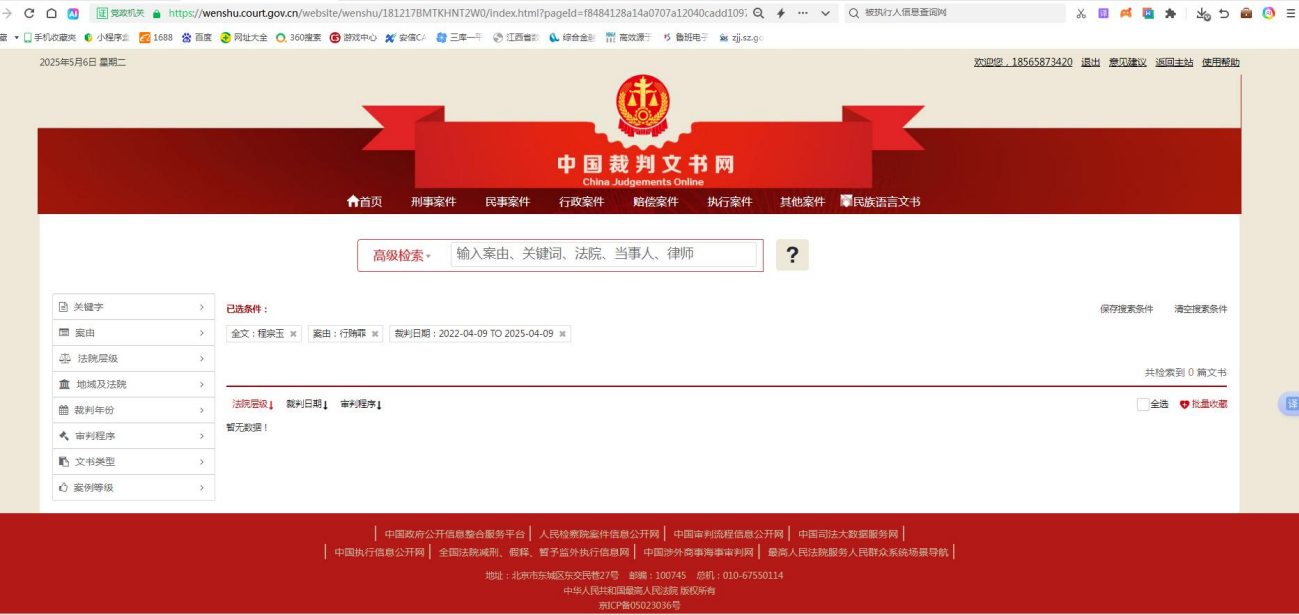 证 党政机关 https://wenshu.court.gov.cn/website/wenshu/181217BMTKHNT2W0/index.html?pageId=f8484128a14a0707a12040cadd109 被执行人信息查询网
手机收藏夹 小程序 1688 百度 网址大全 360搜索 游戏中心 安信CA 三库一平 江西省 综合金融 高效源于 鲁班电子 zjj.sz.gc
2025年5月6日 星期二
欢迎您，18565873420 退出 意见建议 返回主站 使用帮助
中国裁判文书网
China Judgements Online
首页 刑事案件 民事案件 行政案件 赔偿案件 执行案件 其他案件 民族语言文书
高级检索 输入案由、关键词、法院、当事人、律师 ?
关键字
案由
法院层级
地域及法院
裁判年份
审判程序
文书类型
案例等级
已选条件：
保存搜索条件 清空搜索条件
全文：程宗玉 × 案由：行贿罪 × 裁判日期：2022-04-09 TO 2025-04-09 ×
共检索到 0 篇文书
法院层级↓ 裁判日期↓ 审判程序↓
全选 批量收藏
暂无数据！
译
中国政府公开信息整合服务平台 | 人民检察院案件信息公开网 | 中国审判流程信息公开网 | 中国司法大数据服务网 |
中国执行信息公开网 | 全国法院减刑、假释、暂予监外执行信息网 | 中国涉外商事海事审判网 | 最高人民法院服务人民群众系统场景导航 |
地址：北京市东城区东交民巷27号 邮编：100745 总机：010-67550114
中华人民共和国最高人民法院 版权所有
京ICP备05023036号